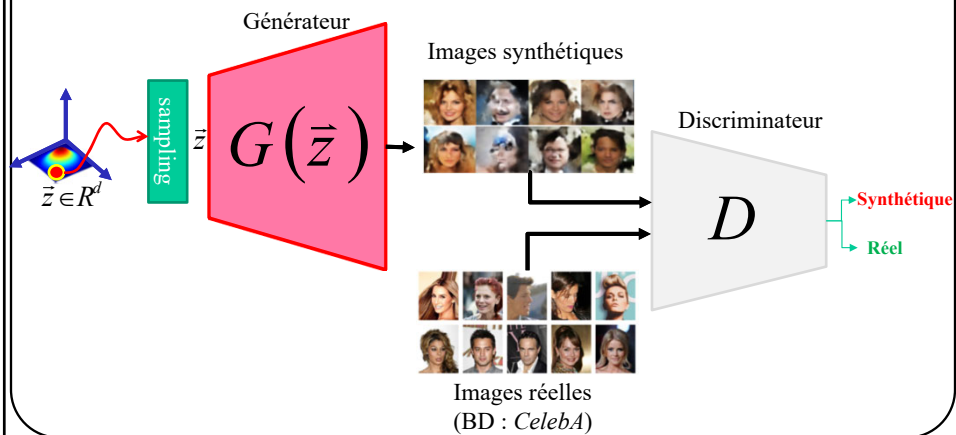 Générateur
Images synthétiques
sampling
z⃗
G(z⃗)
z⃗ ∈ R^d
Discriminateur
D
Synthétique
Réel
Images réelles
(BD : CelebA)